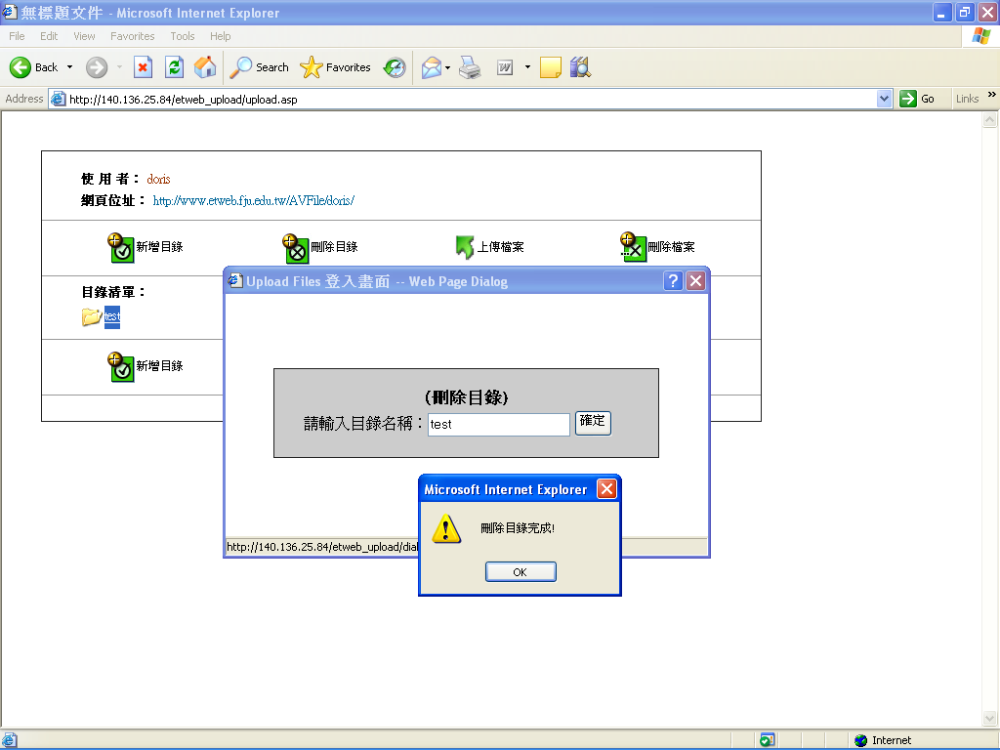 無標題文件 - Microsoft Internet Explorer
File Edit View Favorites Tools Help
Back Search Favorites
Address http://140.136.25.84/etweb_upload/upload.asp Go Links »
使 用 者： doris
網頁位址： http://www.etweb.fju.edu.tw/AVFile/doris/
新增目錄 刪除目錄 上傳檔案 刪除檔案
目錄清單：
test
新增目錄
Upload Files 登入畫面 -- Web Page Dialog
(刪除目錄)
請輸入目錄名稱：test 確定
http://140.136.25.84/etweb_upload/dial
Microsoft Internet Explorer
刪除目錄完成!
OK
Internet